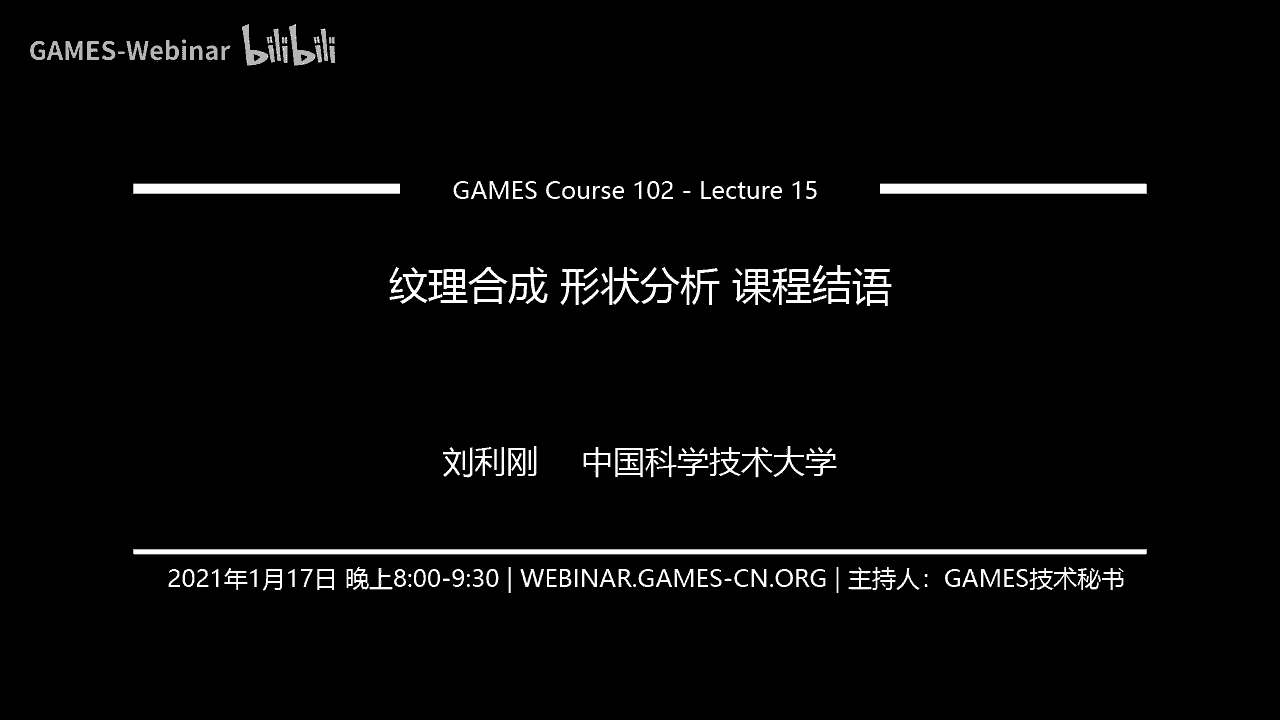 GAMES-Webinar bilibili
GAMES Course 102 - Lecture 15
纹理合成 形状分析 课程结语
刘利刚 中国科学技术大学
2021年1月17日 晚上8:00-9:30 | WEBINAR.GAMES-CN.ORG | 主持人：GAMES技术秘书